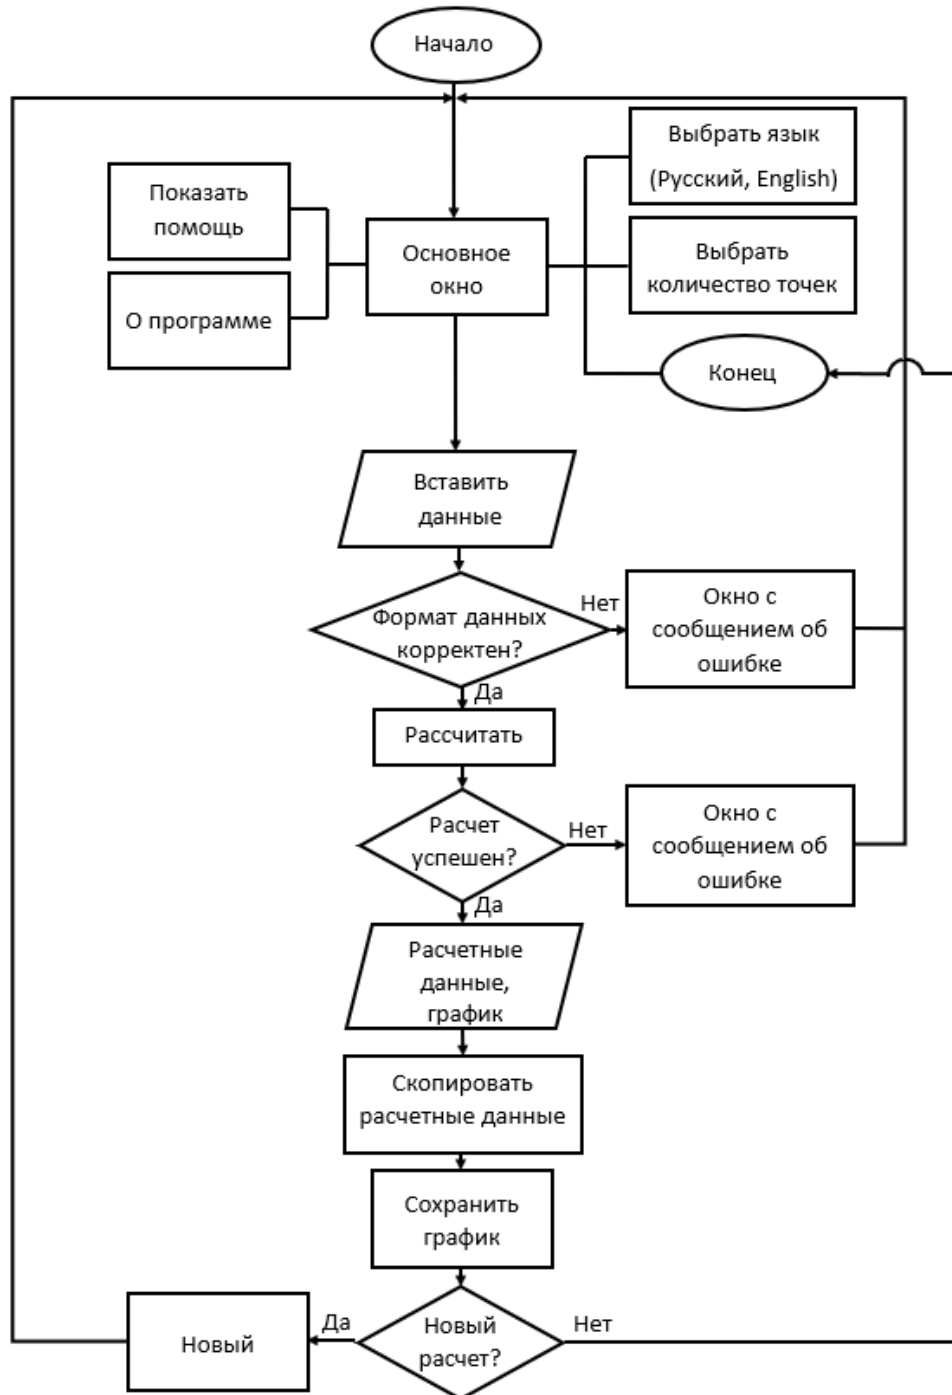 Начало
Выбрать язык
(Русский, English)
Показать
помощь
Основное
окно
Выбрать
количество точек
О программе
Конец
Вставить
данные
Формат данных
корректен?
Нет
Окно с
сообщением об
ошибке
Да
Рассчитать
Расчет
успешен?
Нет
Окно с
сообщением об
ошибке
Да
Расчетные
данные,
график
Скопировать
расчетные данные
Сохранить
график
Новый
Да
Новый
расчет?
Нет